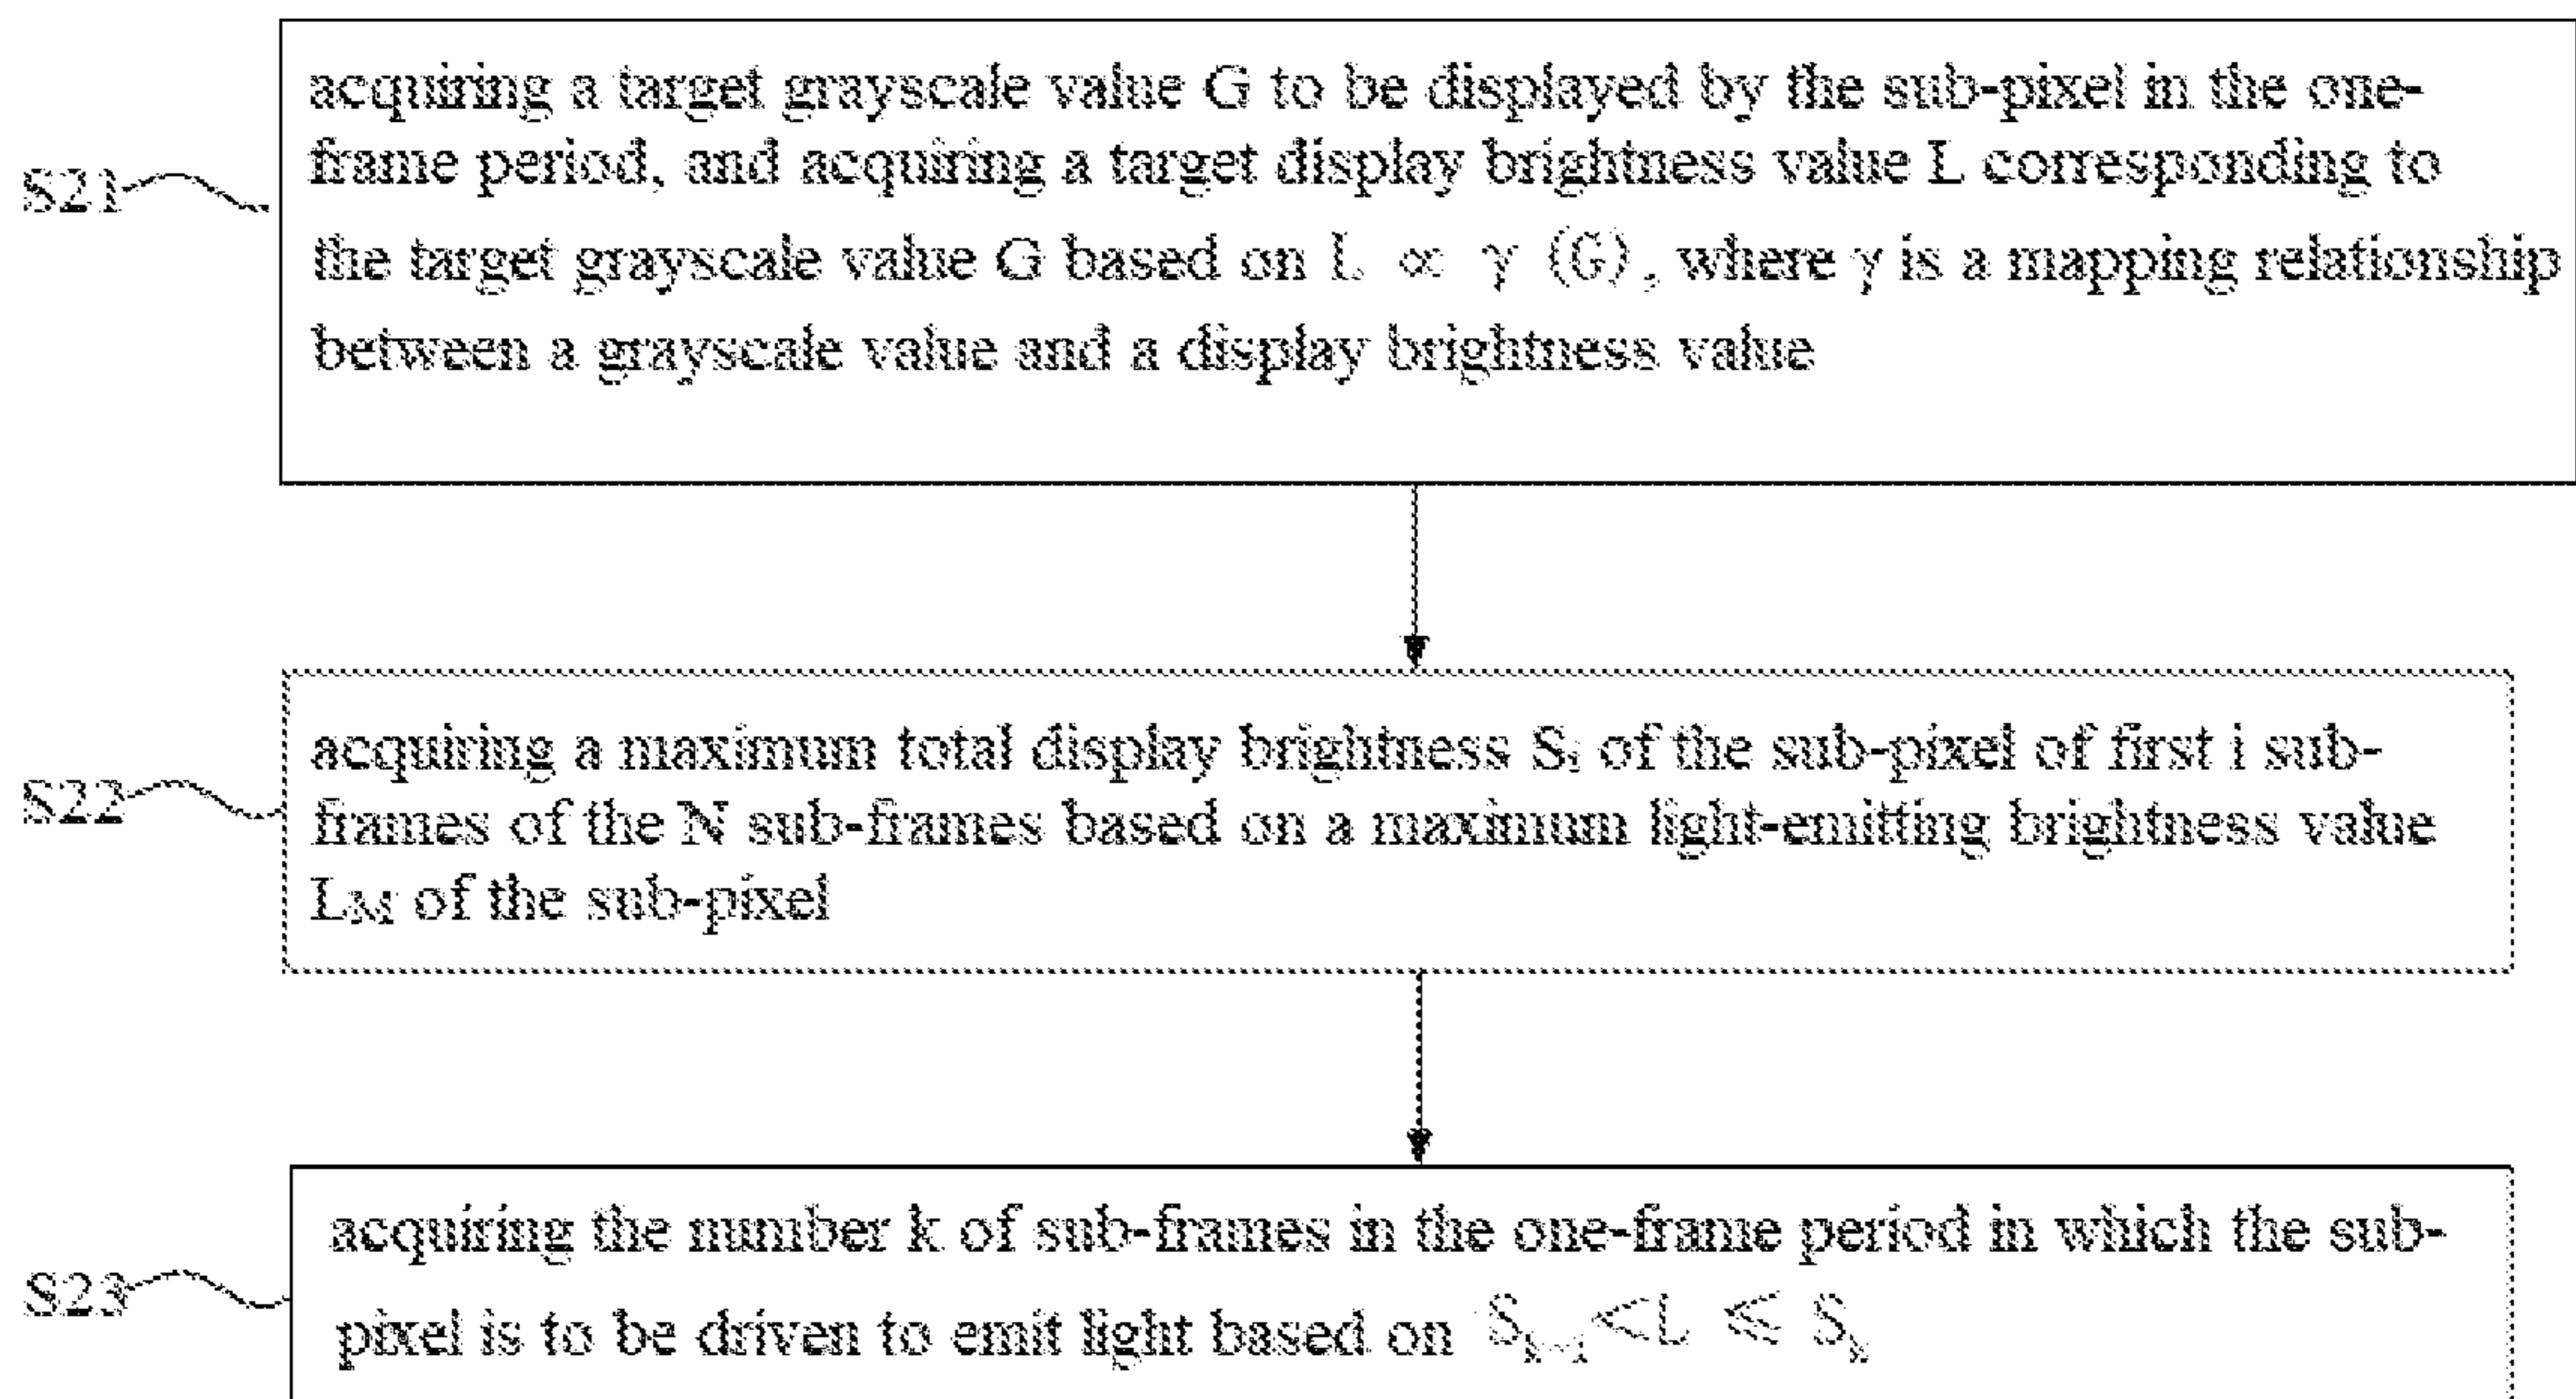 acquiring a target grayscale value G to be displayed by the sub-pixel in the one-
frame period, and acquiring a target display brightness value L corresponding to
S21
the target grayscale value G based on L ∝ γ (G), where γ is a mapping relationship
between a grayscale value and a display brightness value
acquiring a maximum total display brightness Sᵢ of the sub-pixel of first i sub-
S22
frames of the N sub-frames based on a maximum light-emitting brightness value
L_M of the sub-pixel
acquiring the number k of sub-frames in the one-frame period in which the sub-
S23
pixel is to be driven to emit light based on S_{k-1}<L ≤ S_k